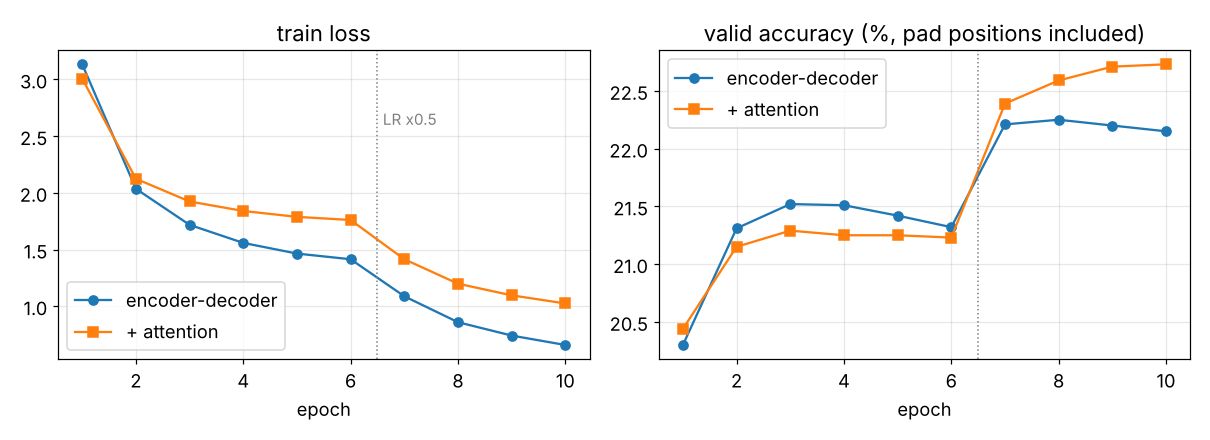 train loss
3.0
2.5
2.0
1.5
1.0
LR x0.5
encoder-decoder
+ attention
2 4 6 8 10
epoch
valid accuracy (%, pad positions included)
encoder-decoder
+ attention
22.5
22.0
21.5
21.0
20.5
2 4 6 8 10
epoch